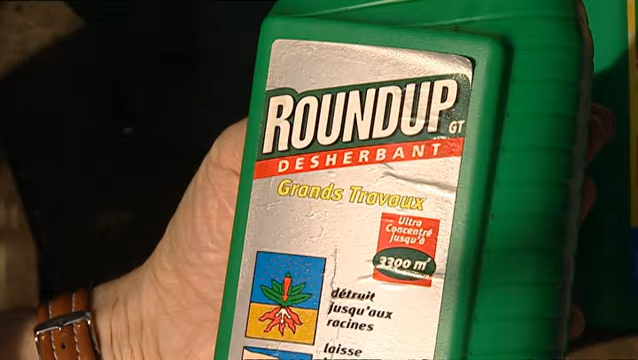 ROUNDUP
GT
DESHERBANT
Grands Travaux
Ultra
Concentré
jusqu'à
3300 m²
détruit
jusqu'aux
racines
laisse